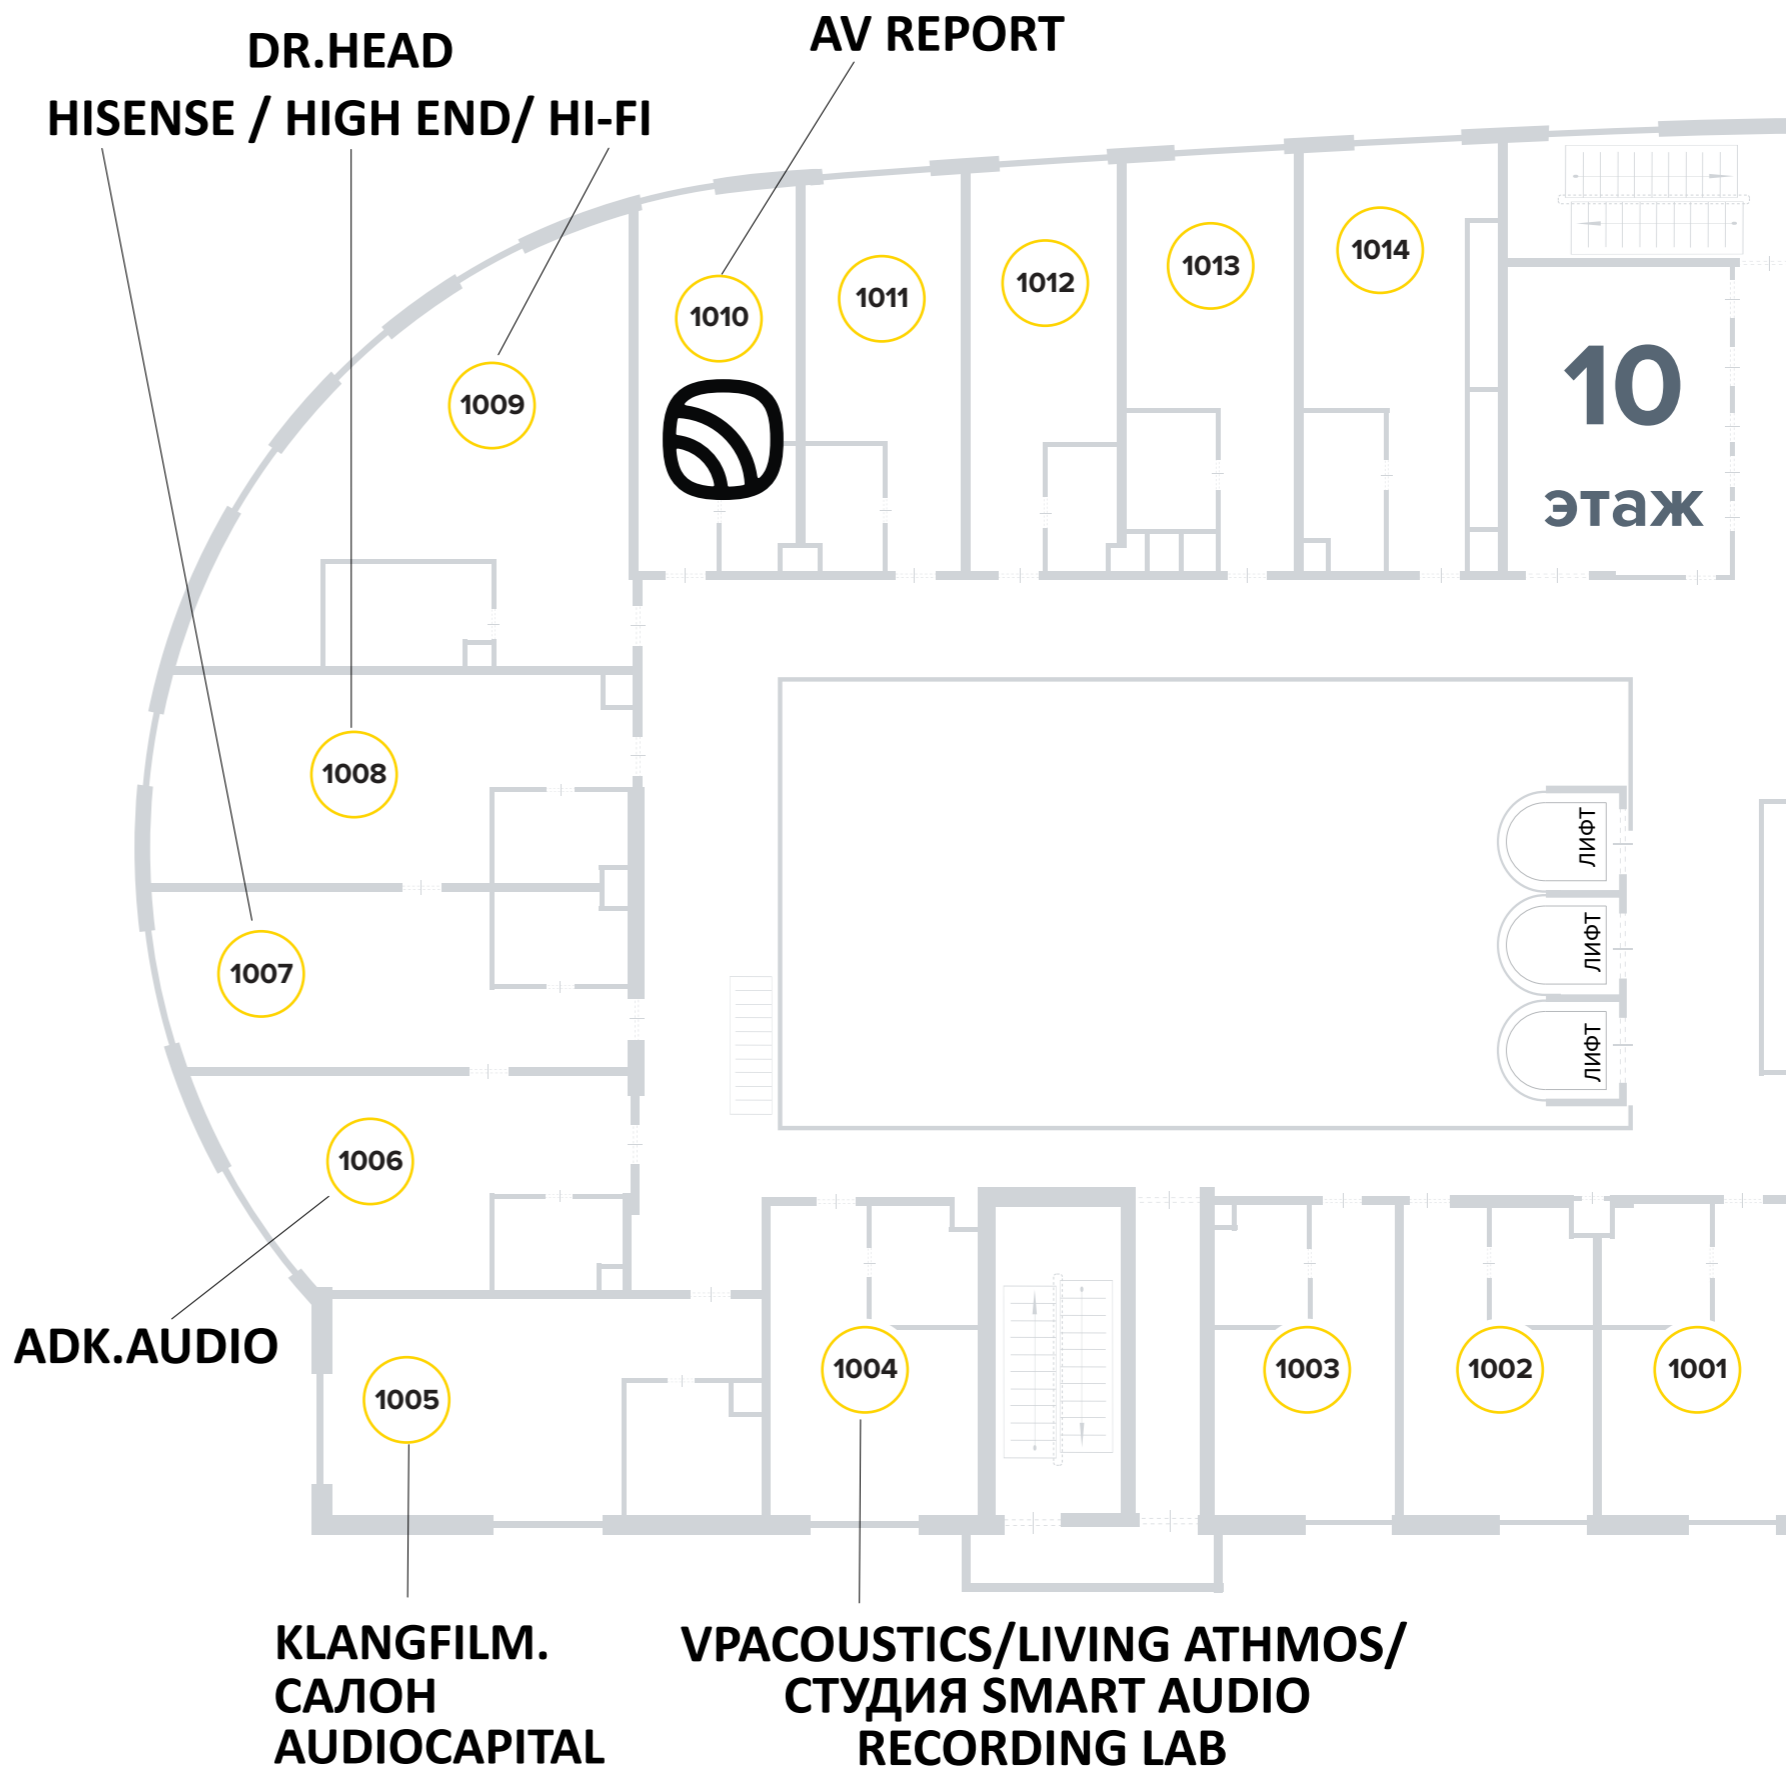 AV REPORT
DR.HEAD
HISENSE / HIGH END/ HI-FI
1014
1013
1012
1011
1010
1009
10
этаж
1008
ЛИФТ
ЛИФТ
1007
ЛИФТ
1006
ADK.AUDIO
1005
1004
1003
1002
1001
KLANGFILM.
САЛОН
AUDIOCAPITAL
VPACOUSTICS/LIVING ATHMOS/
СТУДИЯ SMART AUDIO
RECORDING LAB